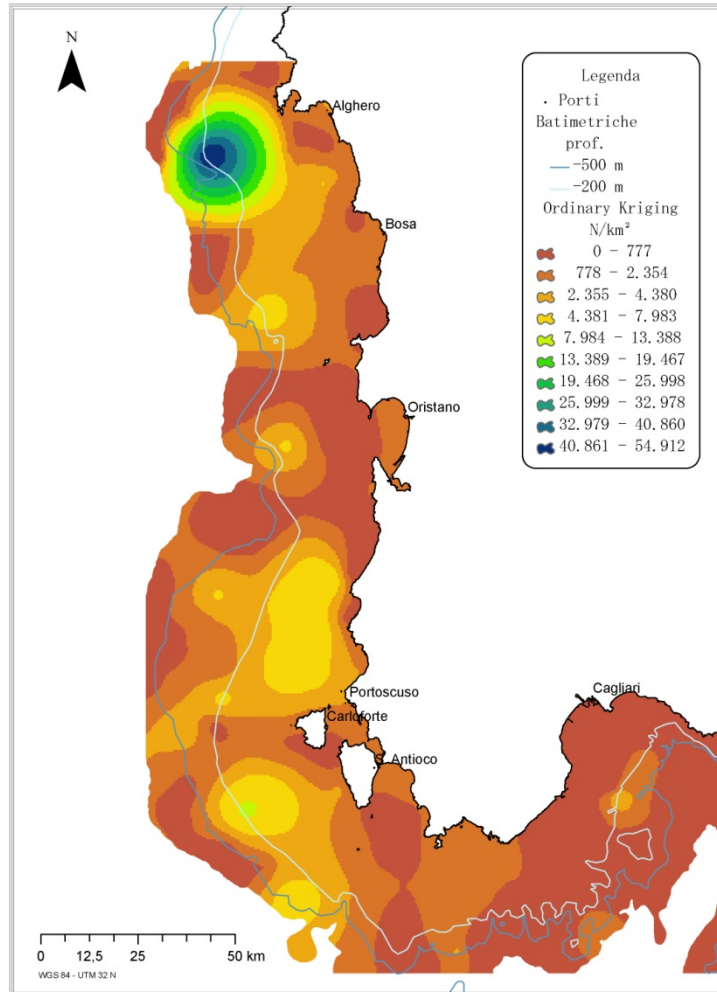 N
Alghero
Bosa
Oristano
Portoscuso
Carloforte
S. Antioco
Cagliari
Legenda
Porti
Batimetriche
prof.
-500 m
-200 m
Ordinary Kriging
N/km²
0 - 777
778 - 2.354
2.355 - 4.380
4.381 - 7.983
7.984 - 13.388
13.389 - 19.467
19.468 - 25.998
25.999 - 32.978
32.979 - 40.860
40.861 - 54.912
0 12,5 25 50 km
WGS 84 - UTM 32 N